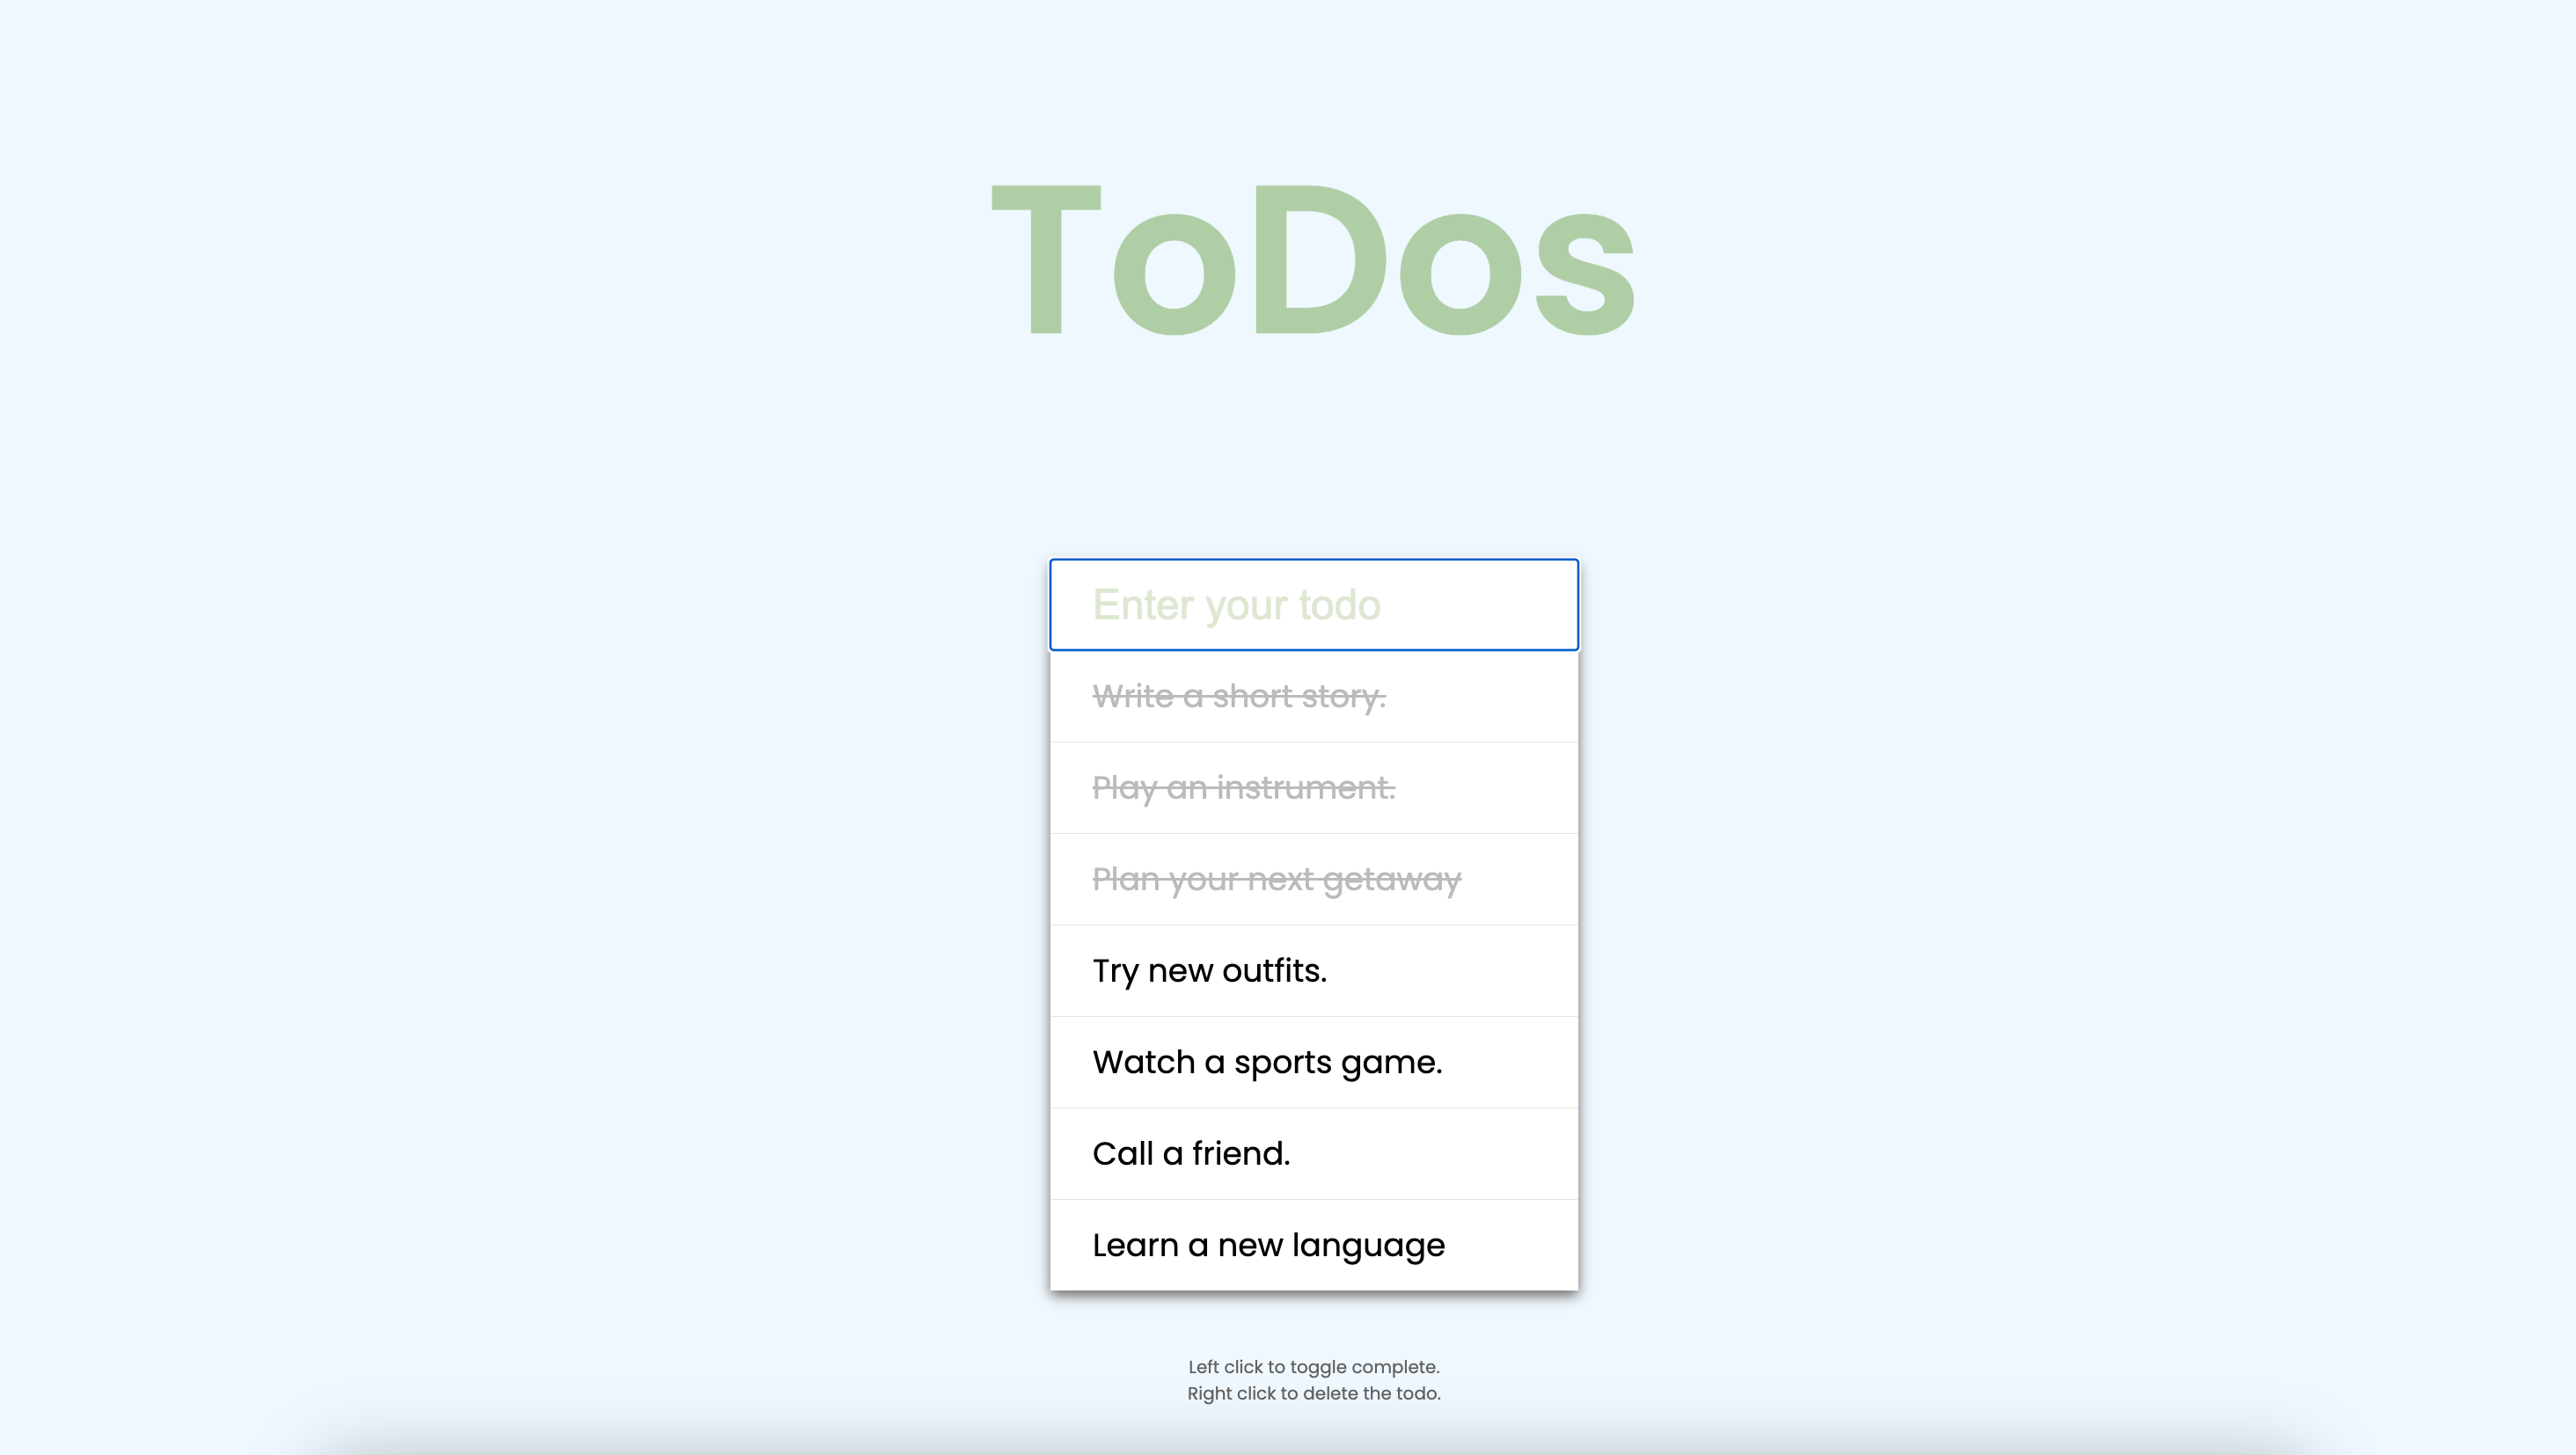 ToDos
Enter your todo
Write a short story.
Play an instrument.
Plan your next getaway
Try new outfits.
Watch a sports game.
Call a friend.
Learn a new language
Left click to toggle complete.
Right click to delete the todo.